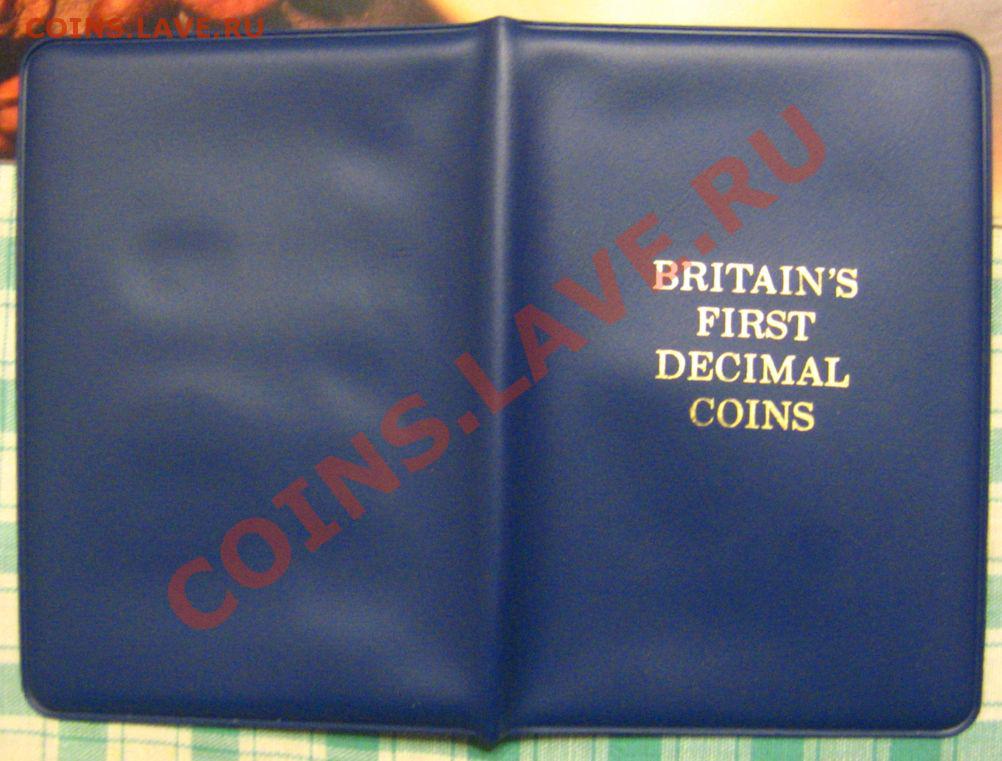 COINS.LAVE.RU
BRITAIN'S
FIRST
DECIMAL
COINS
COINS.LAVE.RU